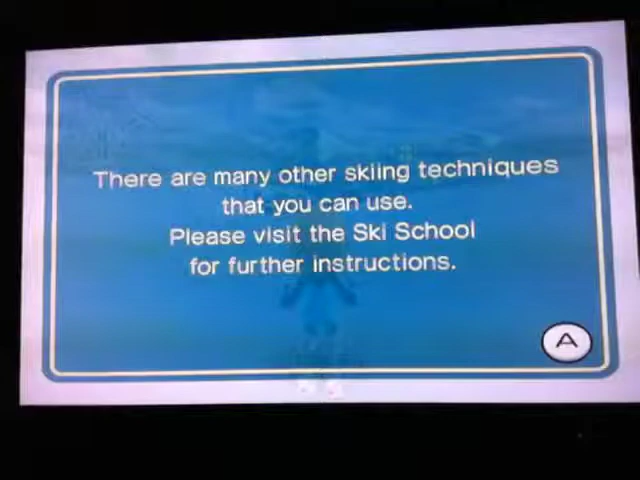 There are many other skiing techniques
that you can use.
Please visit the Ski School
for further instructions.
A